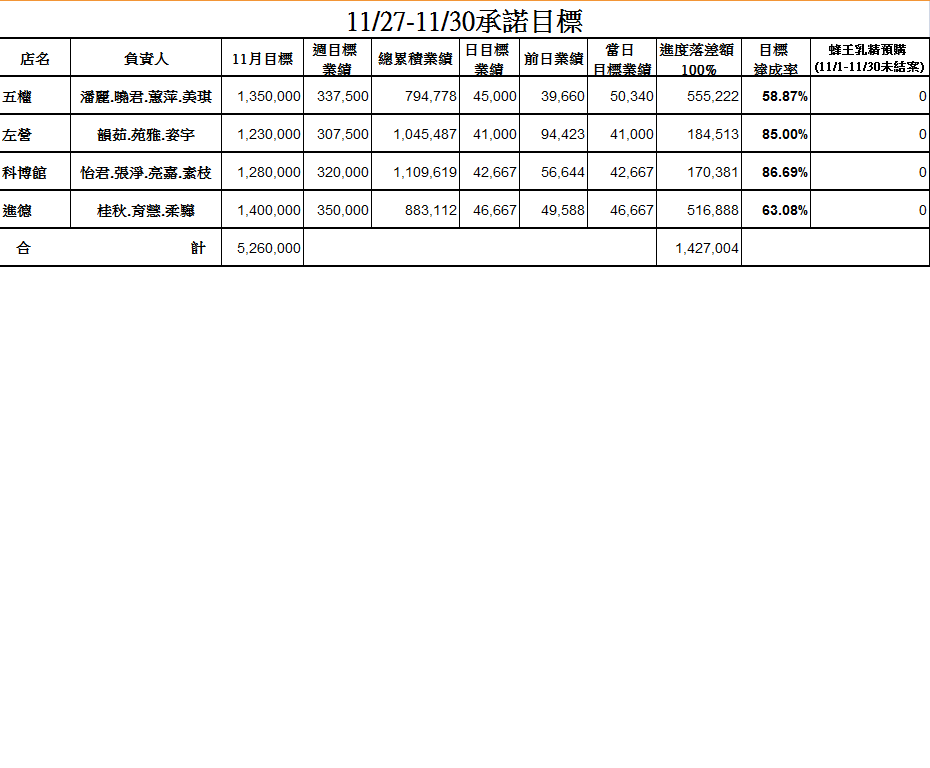 11/27-11/30承諾目標
店名 負責人 11月目標 週目標業績 總累積業績 日目標業績 前日業績 當日目標業績 進度落差額100% 目標達成率 蜂王乳精預購(11/1-11/30未結案)
五權 潘麗.曉君.蕙萍.美琪 1,350,000 337,500 794,778 45,000 39,660 50,340 555,222 58.87% 0
左營 韻茹.苑雅.姿宇 1,230,000 307,500 1,045,487 41,000 94,423 41,000 184,513 85.00% 0
科博館 怡君.張淨.亮嘉.素枝 1,280,000 320,000 1,109,619 42,667 56,644 42,667 170,381 86.69% 0
進德 桂秋.育慧.柔驊 1,400,000 350,000 883,112 46,667 49,588 46,667 516,888 63.08% 0
合計 5,260,000 1,427,004